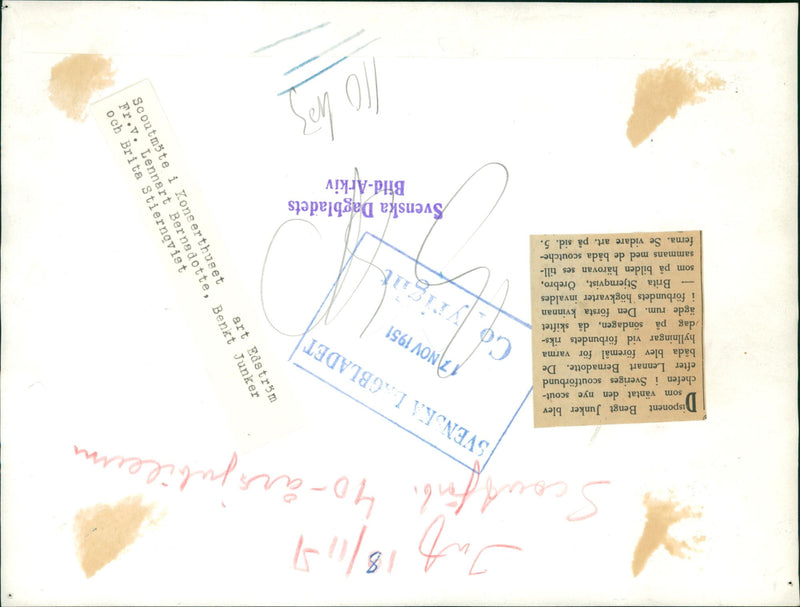 Scoutmöte i Konserthuset art Edström
Fr.v. Lennart Bernadotte, Benkt Junker
och Brita Stiernqvist
110 403
Svenska Dagbladets
Bild-Arkiv
SVENSKA DAGBLADET
17 NOV 1951
Copyright
Disponent Bengt Junker blev
som väntat den nye scout-
chefen i Sveriges scoutförbund
efter Lennart Bernadotte. De
båda blev föremål för varma
hyllningar vid förbundets riks-
dag på söndagen, då skiftet
ägde rum. Den första kvinnan
i förbundets högkvarter invaldes
— Brita Stjernqvist, Örebro,
som på bilden härovan ses till-
sammans med de båda scoutche-
ferna. Se vidare art. på sid. 5.
Scoutförb. 40-årsjubileum
Inf 18/11-51